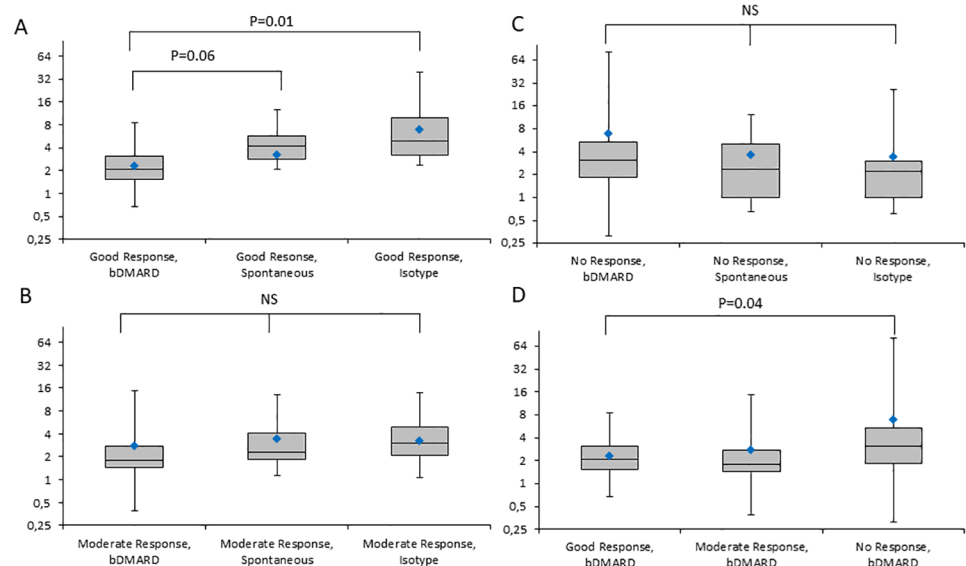 A
P=0.01
P=0.06
64
32
16
8
4
2
1
0,5
0,25
Good Response,
bDMARD
Good Resonse,
Spontaneous
Good Response,
Isotype
C
NS
64
32
16
8
4
2
1
0,5
0,25
No Response,
bDMARD
No Response,
Spontaneous
No Response,
Isotype
B
NS
64
32
16
8
4
2
1
0,5
0,25
Moderate Response,
bDMARD
Moderate Response,
Spontaneous
Moderate Response,
Isotype
D
P=0.04
64
32
16
8
4
2
1
0,5
0,25
Good Response,
bDMARD
Moderate Response,
bDMARD
No Response,
bDMARD